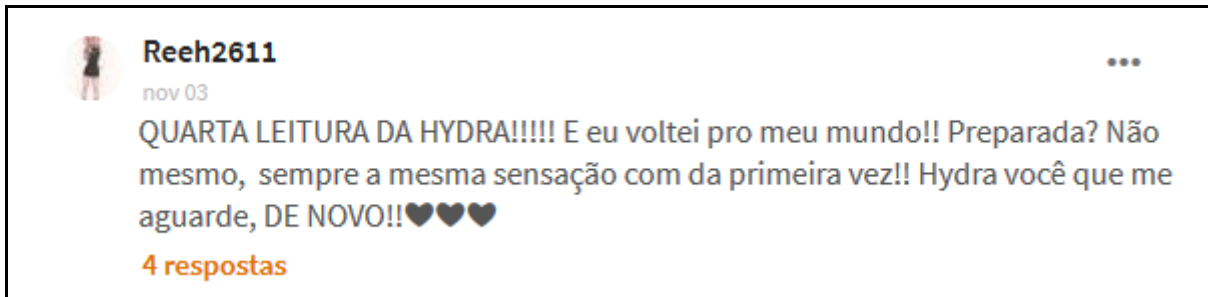 Reeh2611
nov 03
QUARTA LEITURA DA HYDRA!!!!! E eu voltei pro meu mundo!! Preparada? Não
mesmo,  sempre a mesma sensação com da primeira vez!! Hydra você que me
aguarde, DE NOVO!!🖤🖤🖤
4 respostas